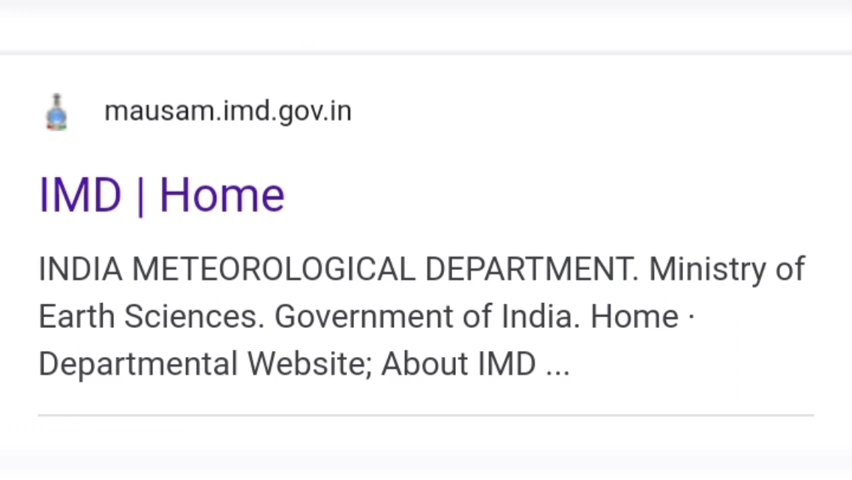 mausam.imd.gov.in
IMD | Home
INDIA METEOROLOGICAL DEPARTMENT. Ministry of
Earth Sciences. Government of India. Home ·
Departmental Website; About IMD ...